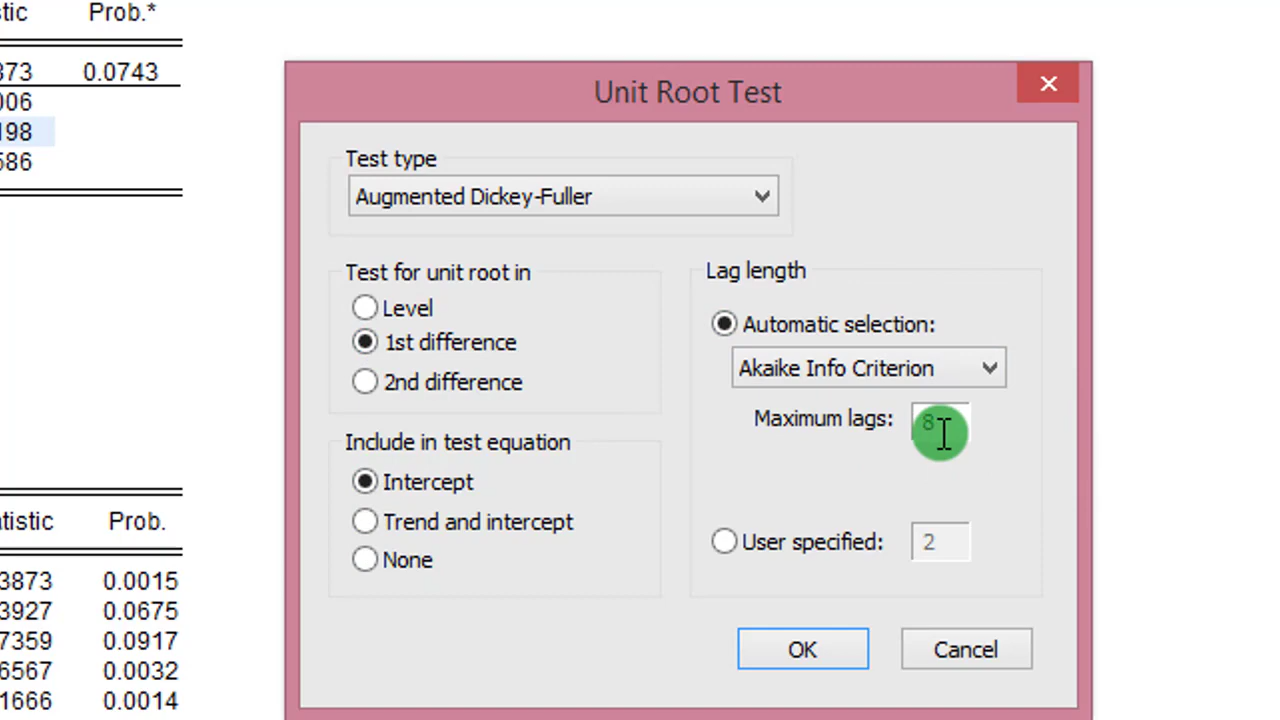 tic Prob.*
373 0.0743
006
198
586
tistic Prob.
3873 0.0015
3927 0.0675
7359 0.0917
6567 0.0032
1666 0.0014
Unit Root Test
Test type
Augmented Dickey-Fuller
Test for unit root in
Level
1st difference
2nd difference
Include in test equation
Intercept
Trend and intercept
None
Lag length
Automatic selection:
Akaike Info Criterion
Maximum lags: 8
User specified: 2
OK Cancel